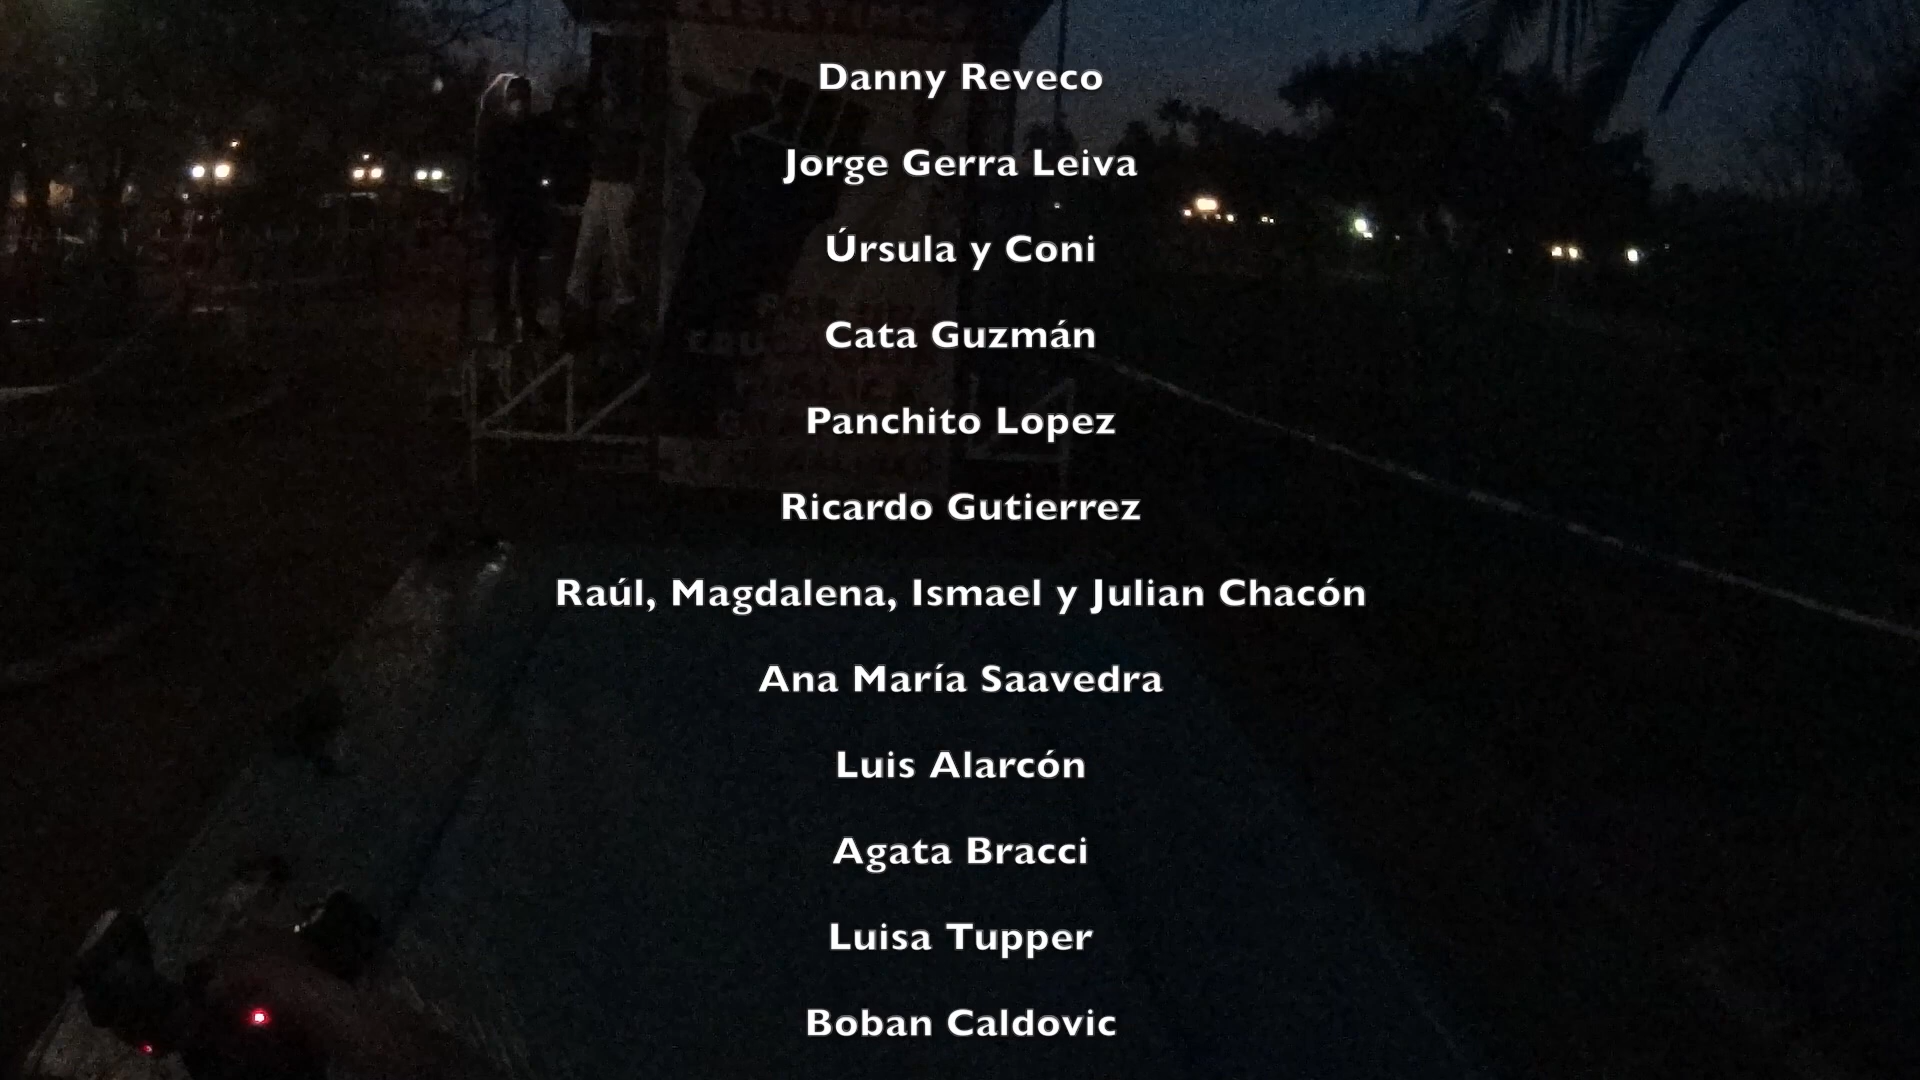 Danny Reveco
Jorge Gerra Leiva
Úrsula y Coni
Cata Guzmán
Panchito Lopez
Ricardo Gutierrez
Raúl, Magdalena, Ismael y Julian Chacón
Ana María Saavedra
Luis Alarcón
Agata Bracci
Luisa Tupper
Boban Caldovic